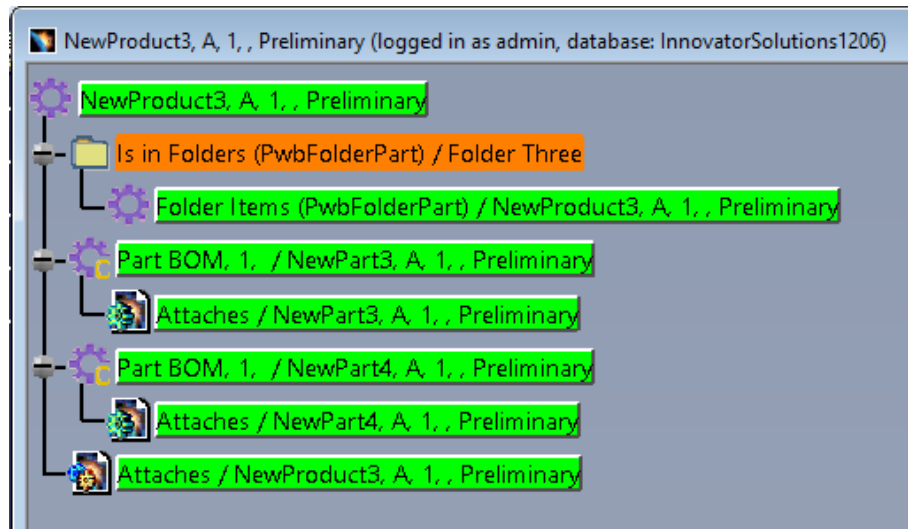 NewProduct3, A, 1, , Preliminary (logged in as admin, database: InnovatorSolutions1206)
NewProduct3, A, 1, , Preliminary
Is in Folders (PwbFolderPart) / Folder Three
Folder Items (PwbFolderPart) / NewProduct3, A, 1, , Preliminary
Part BOM, 1,  / NewPart3, A, 1, , Preliminary
Attaches / NewPart3, A, 1, , Preliminary
Part BOM, 1,  / NewPart4, A, 1, , Preliminary
Attaches / NewPart4, A, 1, , Preliminary
Attaches / NewProduct3, A, 1, , Preliminary